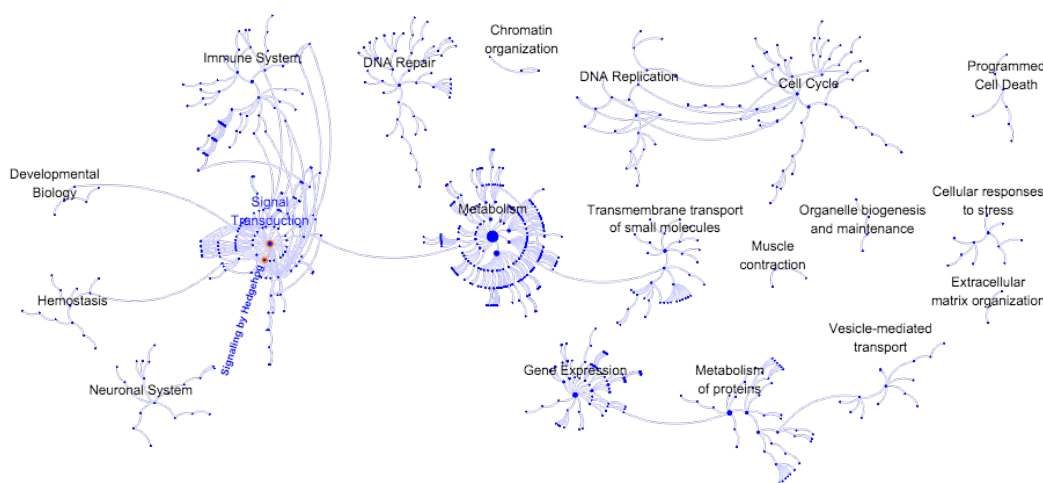 Chromatin
organization
Immune System
DNA Repair
DNA Replication
Cell Cycle
Programmed
Cell Death
Developmental
Biology
Signal
Transduction
Metabolism
Transmembrane transport
of small molecules
Organelle biogenesis
and maintenance
Cellular responses
to stress
Muscle
contraction
Hemostasis
Signaling by Hedgehog
Extracellular
matrix organization
Vesicle-mediated
transport
Neuronal System
Gene Expression
Metabolism
of proteins